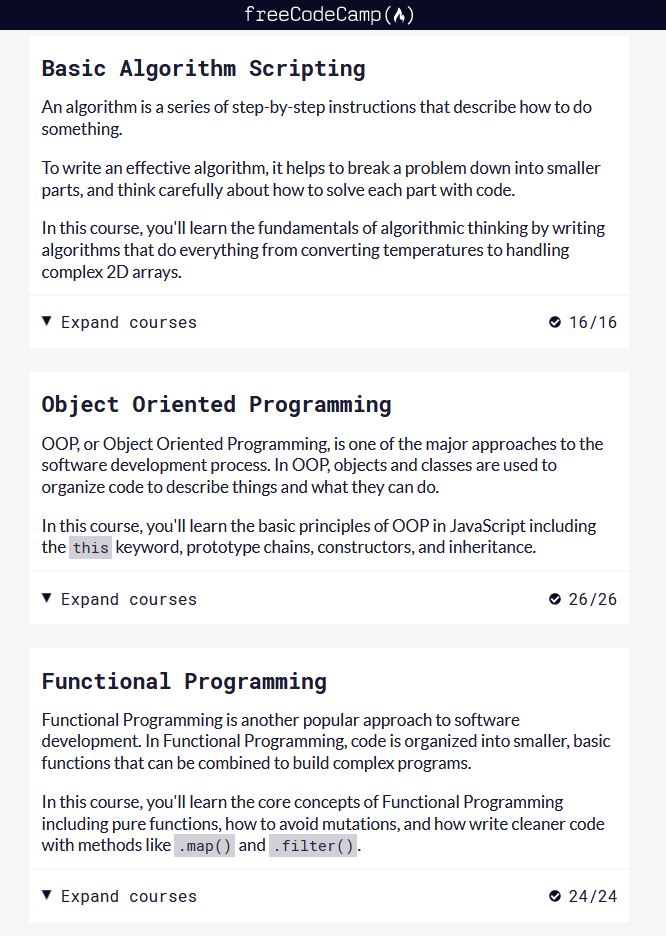 freeCodeCamp(🔥)
Basic Algorithm Scripting
An algorithm is a series of step-by-step instructions that describe how to do
something.
To write an effective algorithm, it helps to break a problem down into smaller
parts, and think carefully about how to solve each part with code.
In this course, you'll learn the fundamentals of algorithmic thinking by writing
algorithms that do everything from converting temperatures to handling
complex 2D arrays.
Expand courses 16/16
Object Oriented Programming
OOP, or Object Oriented Programming, is one of the major approaches to the
software development process. In OOP, objects and classes are used to
organize code to describe things and what they can do.
In this course, you'll learn the basic principles of OOP in JavaScript including
the this keyword, prototype chains, constructors, and inheritance.
Expand courses 26/26
Functional Programming
Functional Programming is another popular approach to software
development. In Functional Programming, code is organized into smaller, basic
functions that can be combined to build complex programs.
In this course, you'll learn the core concepts of Functional Programming
including pure functions, how to avoid mutations, and how write cleaner code
with methods like .map() and .filter().
Expand courses 24/24